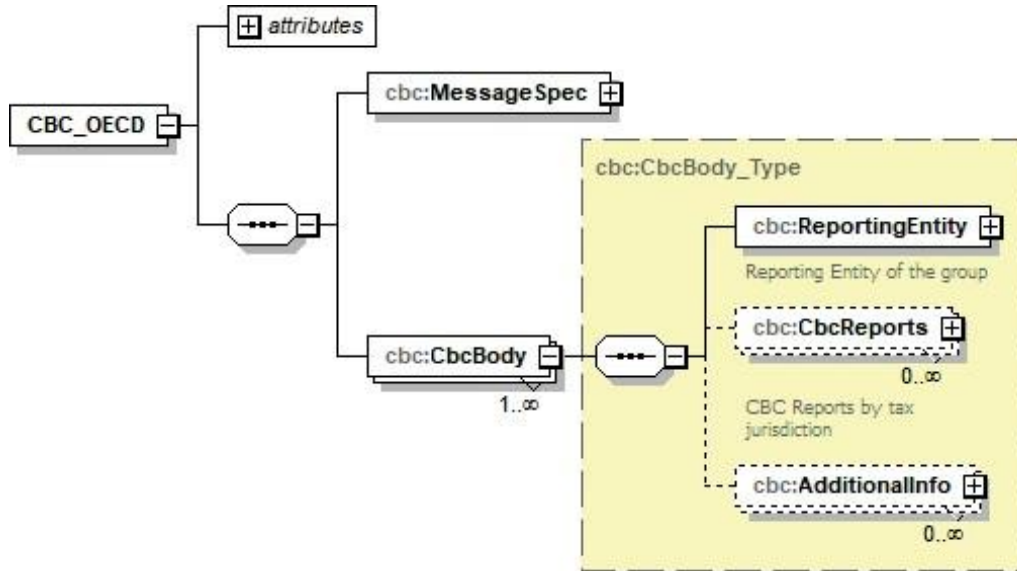 attributes
cbc:MessageSpec
CBC_OECD
cbc:CbcBody_Type
cbc:ReportingEntity
Reporting Entity of the group
cbc:CbcReports
0..∞
cbc:CbcBody
1..∞
CBC Reports by tax
jurisdiction
cbc:AdditionalInfo
0..∞